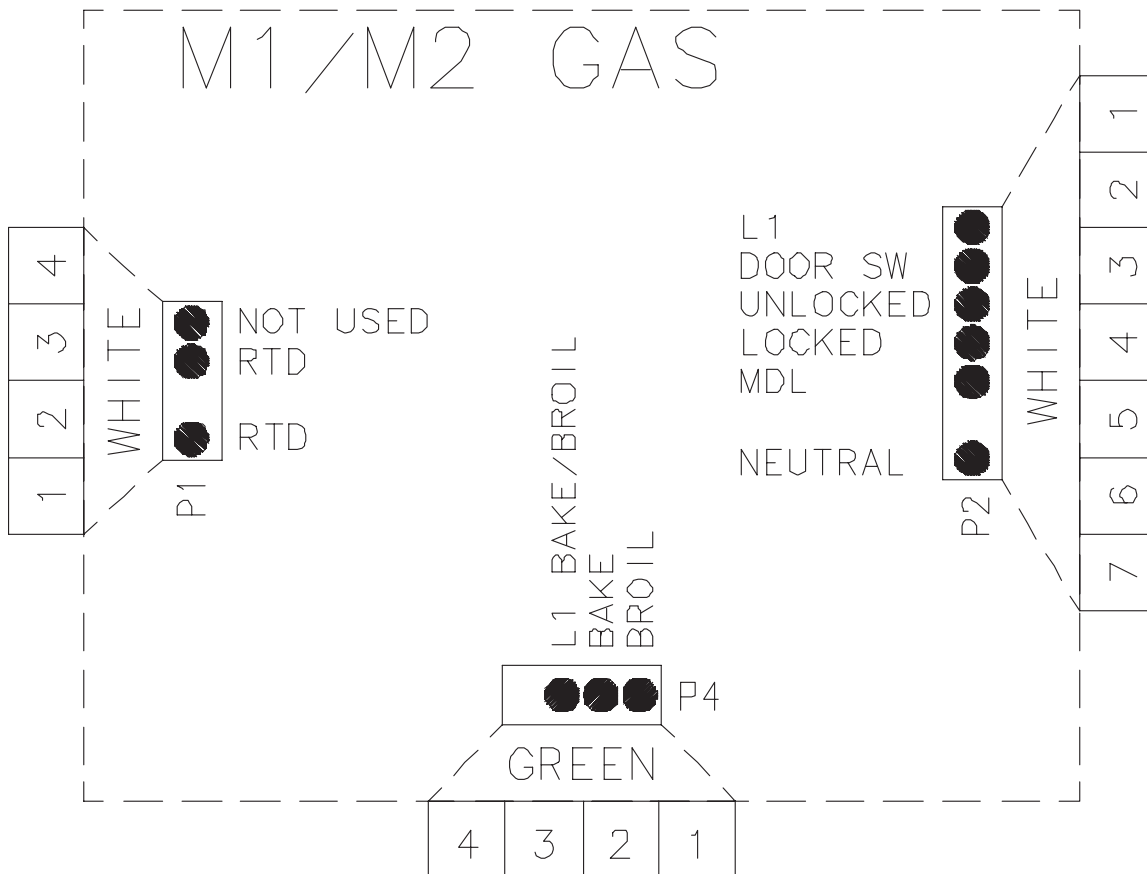 M1/M2 GAS
4
3
2
1
WHITE
NOT USED
RTD
RTD
P1
L1 BAKE/BROIL
BAKE
BROIL
P4
GREEN
4 3 2 1
L1
DOOR SW
UNLOCKED
LOCKED
MDL
NEUTRAL
P2
WHITE
1
2
3
4
5
6
7